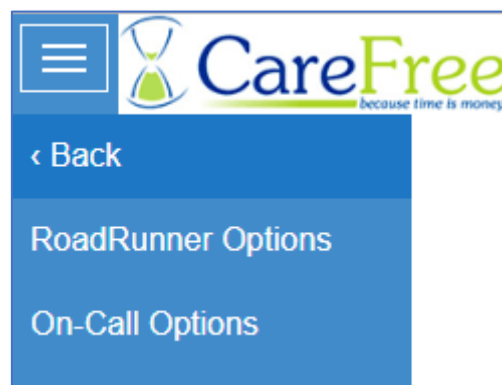 CareFree
because time is money
‹ Back
RoadRunner Options
On-Call Options